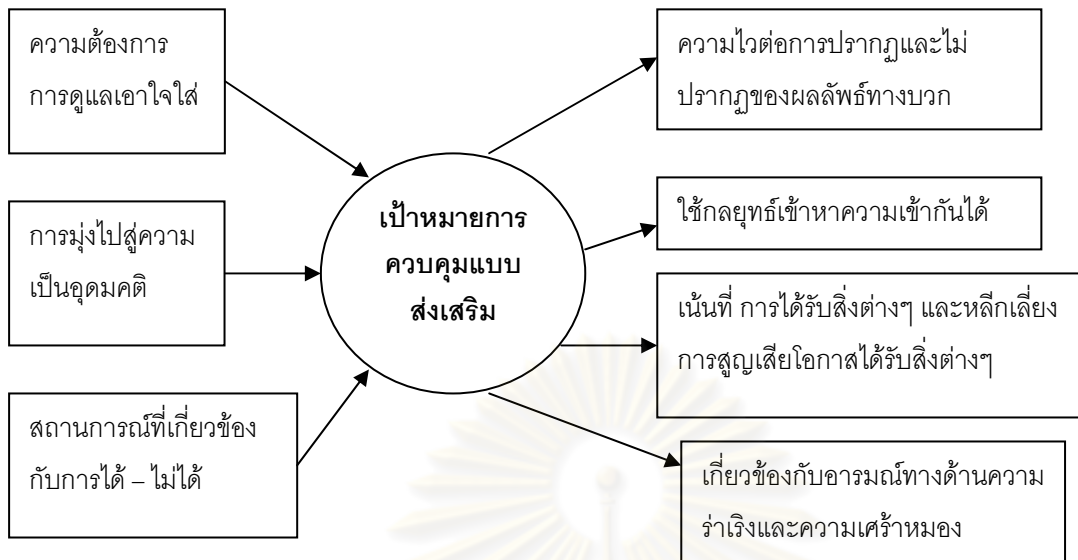 ความต้องการ
การดูแลเอาใจใส่
การมุ่งไปสู่ความ
เป็นอุดมคติ
สถานการณ์ที่เกี่ยวข้อง
กับการได้ – ไม่ได้
เป้าหมายการ
ควบคุมแบบ
ส่งเสริม
ความไวต่อการปรากฏและไม่
ปรากฏของผลลัพธ์ทางบวก
ใช้กลยุทธ์เข้าหาความเข้ากันได้
เน้นที่ การได้รับสิ่งต่างๆ และหลีกเลี่ยง
การสูญเสียโอกาสได้รับสิ่งต่างๆ
เกี่ยวข้องกับอารมณ์ทางด้านความ
ร่าเริงและความเศร้าหมอง